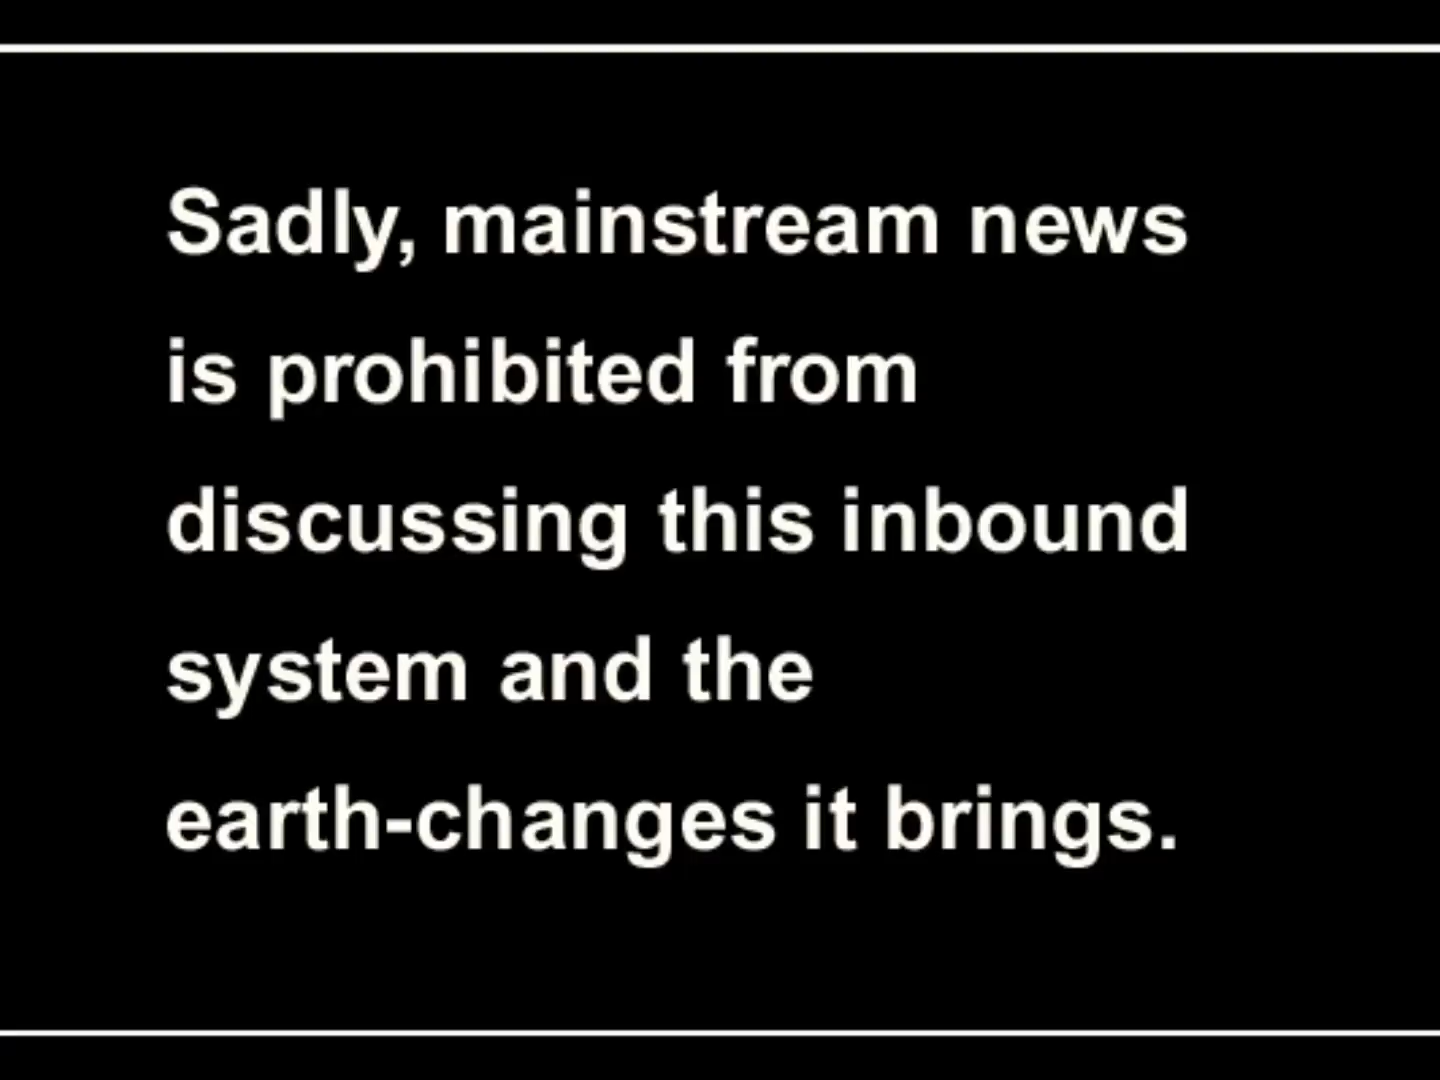 Sadly, mainstream news
is prohibited from
discussing this inbound
system and the
earth-changes it brings.